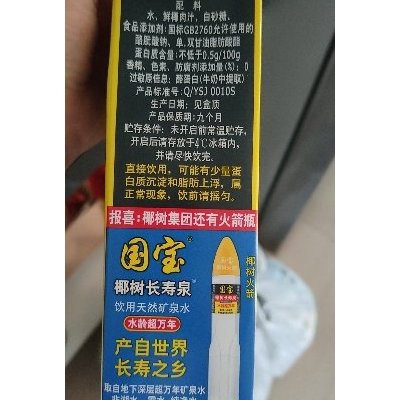 配料
水、鲜椰肉汁、白砂糖。
食品添加剂:国标GB2760允许使用的
酪朊酸钠、单,双甘油脂肪酸酯
蛋白质含量:不低于0.5g/100g
香精、色素、防腐剂添加量(%):0
过敏原信息:酪蛋白(牛奶中提取)
产品标准号:Q/YSJ 0010S
生产日期:见盒顶
产品保质期:九个月
贮存条件:未开启前常温贮存,
开启后请存放于4℃冰箱内,
并请尽快饮完。
直接饮用,可能有少量蛋
白质沉淀和脂肪上浮,属
正常现象,饮前请摇匀。
报喜:椰树集团还有火箭瓶
国宝®
椰树长寿泉™
饮用天然矿泉水
水龄超万年
产自世界
长寿之乡
取自地下深层超万年矿泉水
椰树火箭